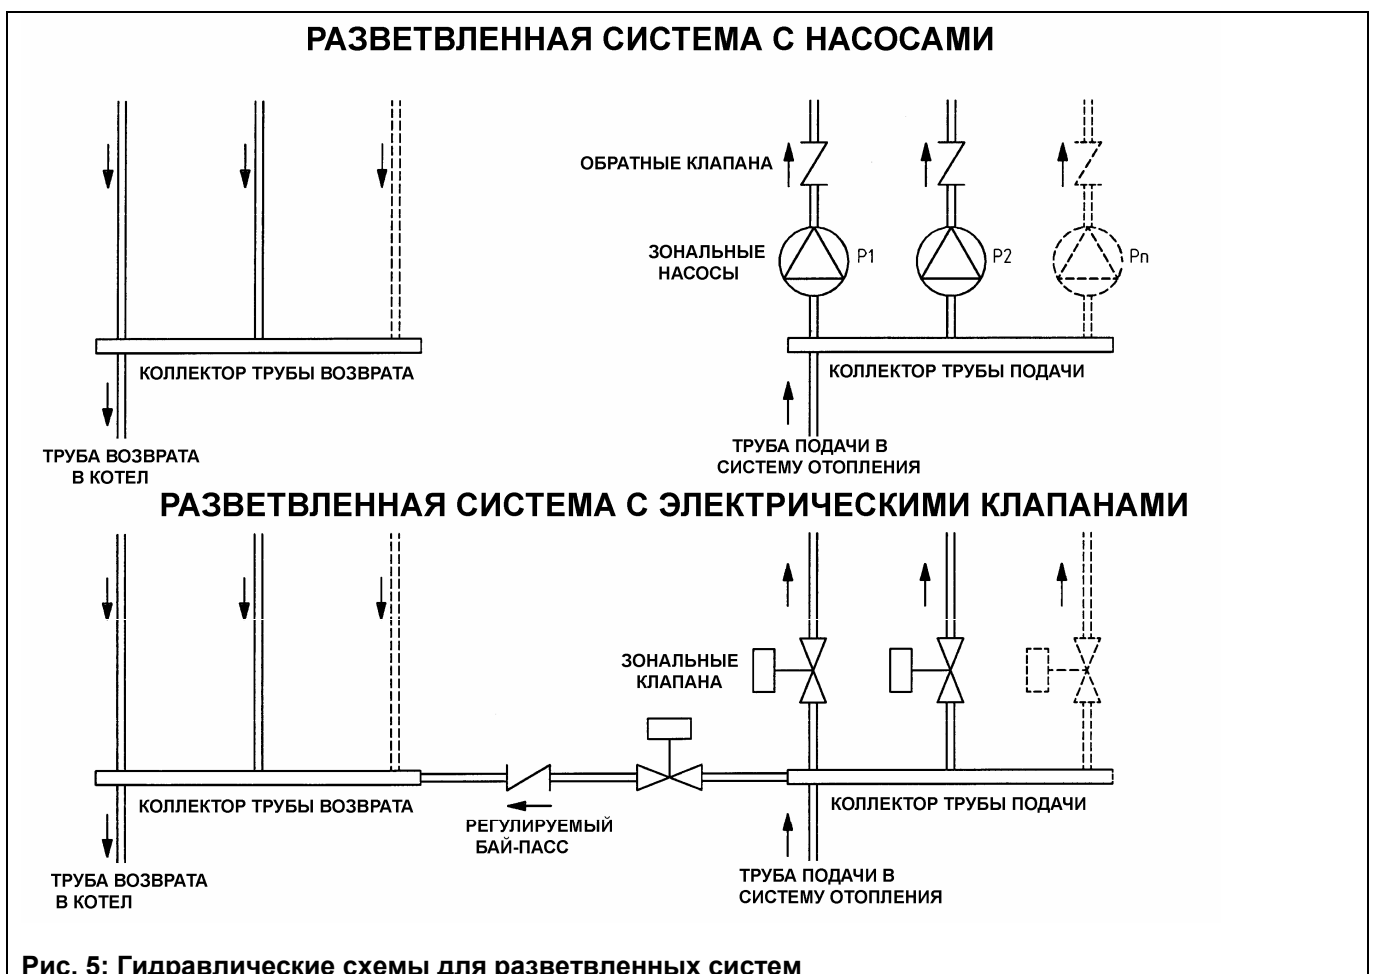 РАЗВЕТВЛЕННАЯ СИСТЕМА С НАСОСАМИ
ОБРАТНЫЕ КЛАПАНА
ЗОНАЛЬНЫЕ
НАСОСЫ
P1
P2
Pn
КОЛЛЕКТОР ТРУБЫ ВОЗВРАТА
КОЛЛЕКТОР ТРУБЫ ПОДАЧИ
ТРУБА ВОЗВРАТА
В КОТЕЛ
ТРУБА ПОДАЧИ В
СИСТЕМУ ОТОПЛЕНИЯ
РАЗВЕТВЛЕННАЯ СИСТЕМА С ЭЛЕКТРИЧЕСКИМИ КЛАПАНАМИ
ЗОНАЛЬНЫЕ
КЛАПАНА
КОЛЛЕКТОР ТРУБЫ ВОЗВРАТА
КОЛЛЕКТОР ТРУБЫ ПОДАЧИ
РЕГУЛИРУЕМЫЙ
БАЙ-ПАСС
ТРУБА ВОЗВРАТА
В КОТЕЛ
ТРУБА ПОДАЧИ В
СИСТЕМУ ОТОПЛЕНИЯ
Рис. 5: Гидравлические схемы для разветвленных систем